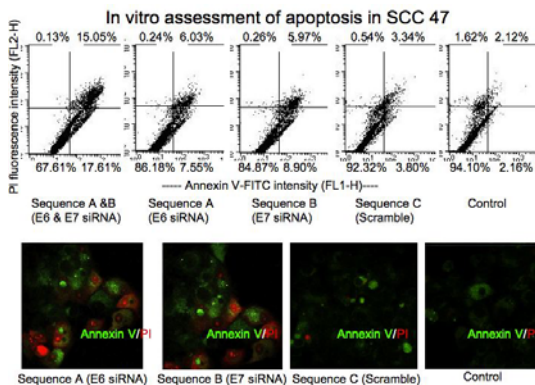 In vitro assessment of apoptosis in SCC 47
0.13% 15.05% 0.24% 6.03% 0.26% 5.97% 0.54% 3.34% 1.62% 2.12%
PI fluorescence intensity (FL2-H)
67.61% 17.61% 86.18% 7.55% 84.87% 8.90% 92.32% 3.80% 94.10% 2.16%
----- Annexin V-FITC intensity (FL1-H)----
Sequence A &B Sequence A Sequence B Sequence C Control
(E6 & E7 siRNA) (E6 siRNA) (E7 siRNA) (Scramble)
Annexin V/PI Annexin V/PI Annexin V/PI Annexin V/PI
Sequence A (E6 siRNA) Sequence B (E7 siRNA) Sequence C (Scramble) Control